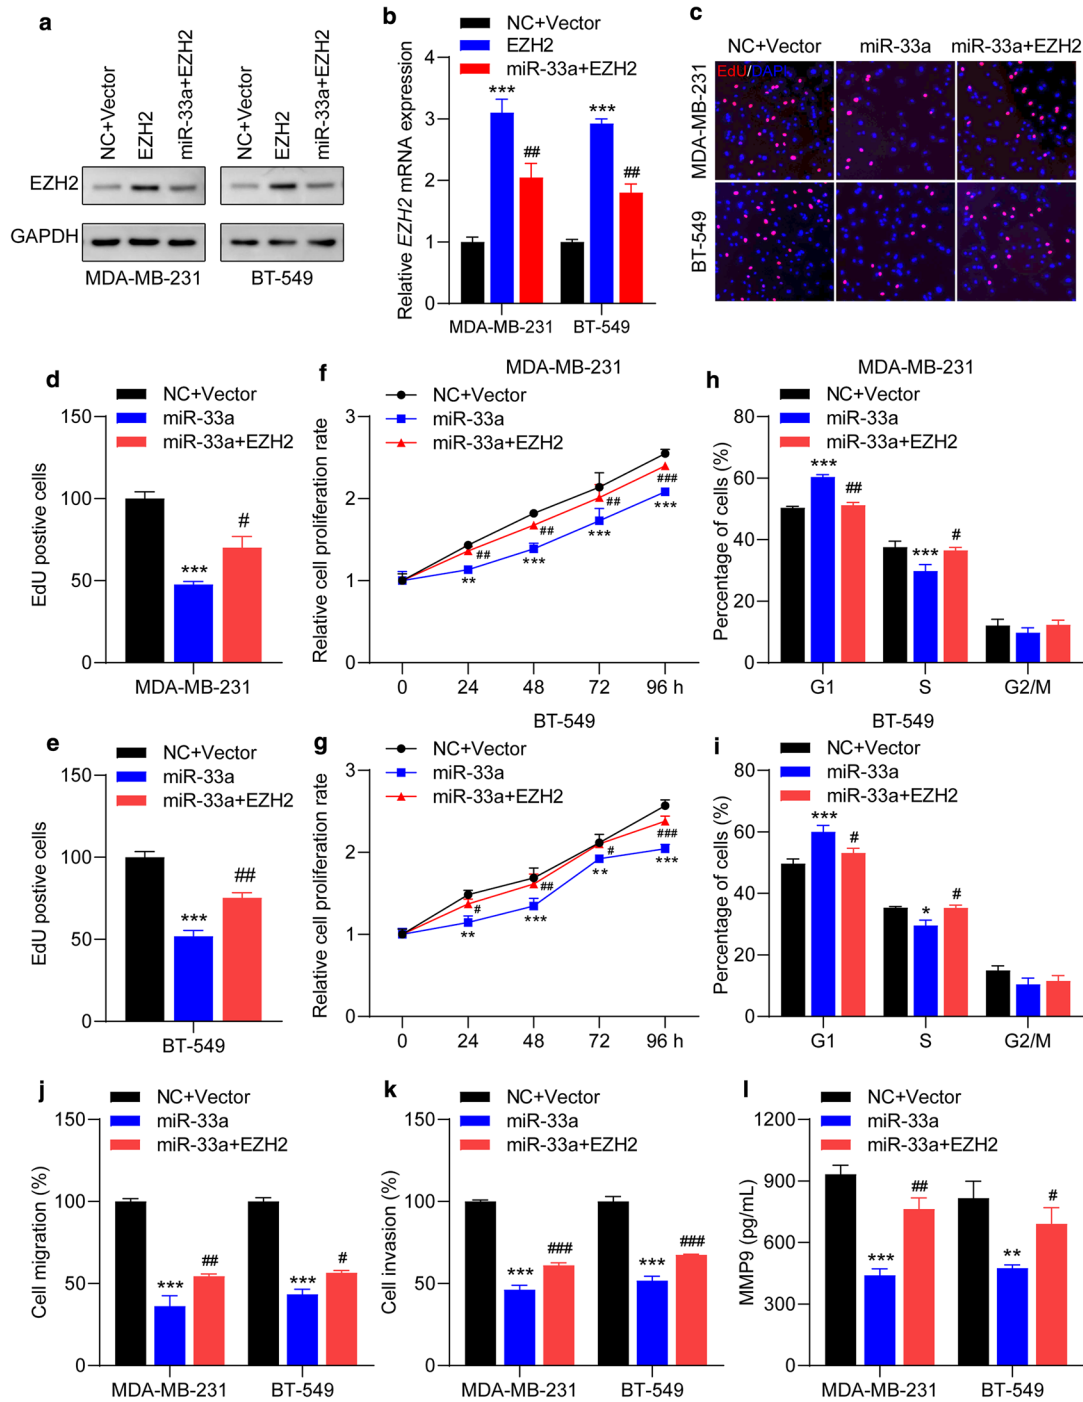 a
NC+Vector
EZH2
miR-33a+EZH2
NC+Vector
EZH2
miR-33a+EZH2
EZH2
GAPDH
MDA-MB-231
BT-549
b
NC+Vector
EZH2
miR-33a+EZH2
Relative EZH2 mRNA expression
4
3
2
1
0
***
##
***
##
MDA-MB-231
BT-549
c
NC+Vector
miR-33a
miR-33a+EZH2
EdU/DAPI
MDA-MB-231
BT-549
d
NC+Vector
miR-33a
miR-33a+EZH2
EdU postive cells
150
100
50
0
***
#
MDA-MB-231
e
NC+Vector
miR-33a
miR-33a+EZH2
EdU postive cells
150
100
50
0
***
##
BT-549
f
MDA-MB-231
NC+Vector
miR-33a
miR-33a+EZH2
Relative cell proliferation rate
3
2
1
0
##
**
##
***
##
***
###
***
0 24 48 72 96 h
g
BT-549
NC+Vector
miR-33a
miR-33a+EZH2
Relative cell proliferation rate
3
2
1
0
#
**
##
***
#
**
###
***
0 24 48 72 96 h
h
MDA-MB-231
NC+Vector
miR-33a
miR-33a+EZH2
Percentage of cells (%)
80
60
40
20
0
***
##
***
#
G1 S G2/M
i
BT-549
NC+Vector
miR-33a
miR-33a+EZH2
Percentage of cells (%)
80
60
40
20
0
***
#
*
#
G1 S G2/M
j
NC+Vector
miR-33a
miR-33a+EZH2
Cell migration (%)
150
100
50
0
***
##
***
#
MDA-MB-231 BT-549
k
NC+Vector
miR-33a
miR-33a+EZH2
Cell invasion (%)
150
100
50
0
***
###
***
###
MDA-MB-231 BT-549
l
NC+Vector
miR-33a
miR-33a+EZH2
MMP9 (pg/mL)
1200
900
600
300
0
***
##
**
#
MDA-MB-231 BT-549